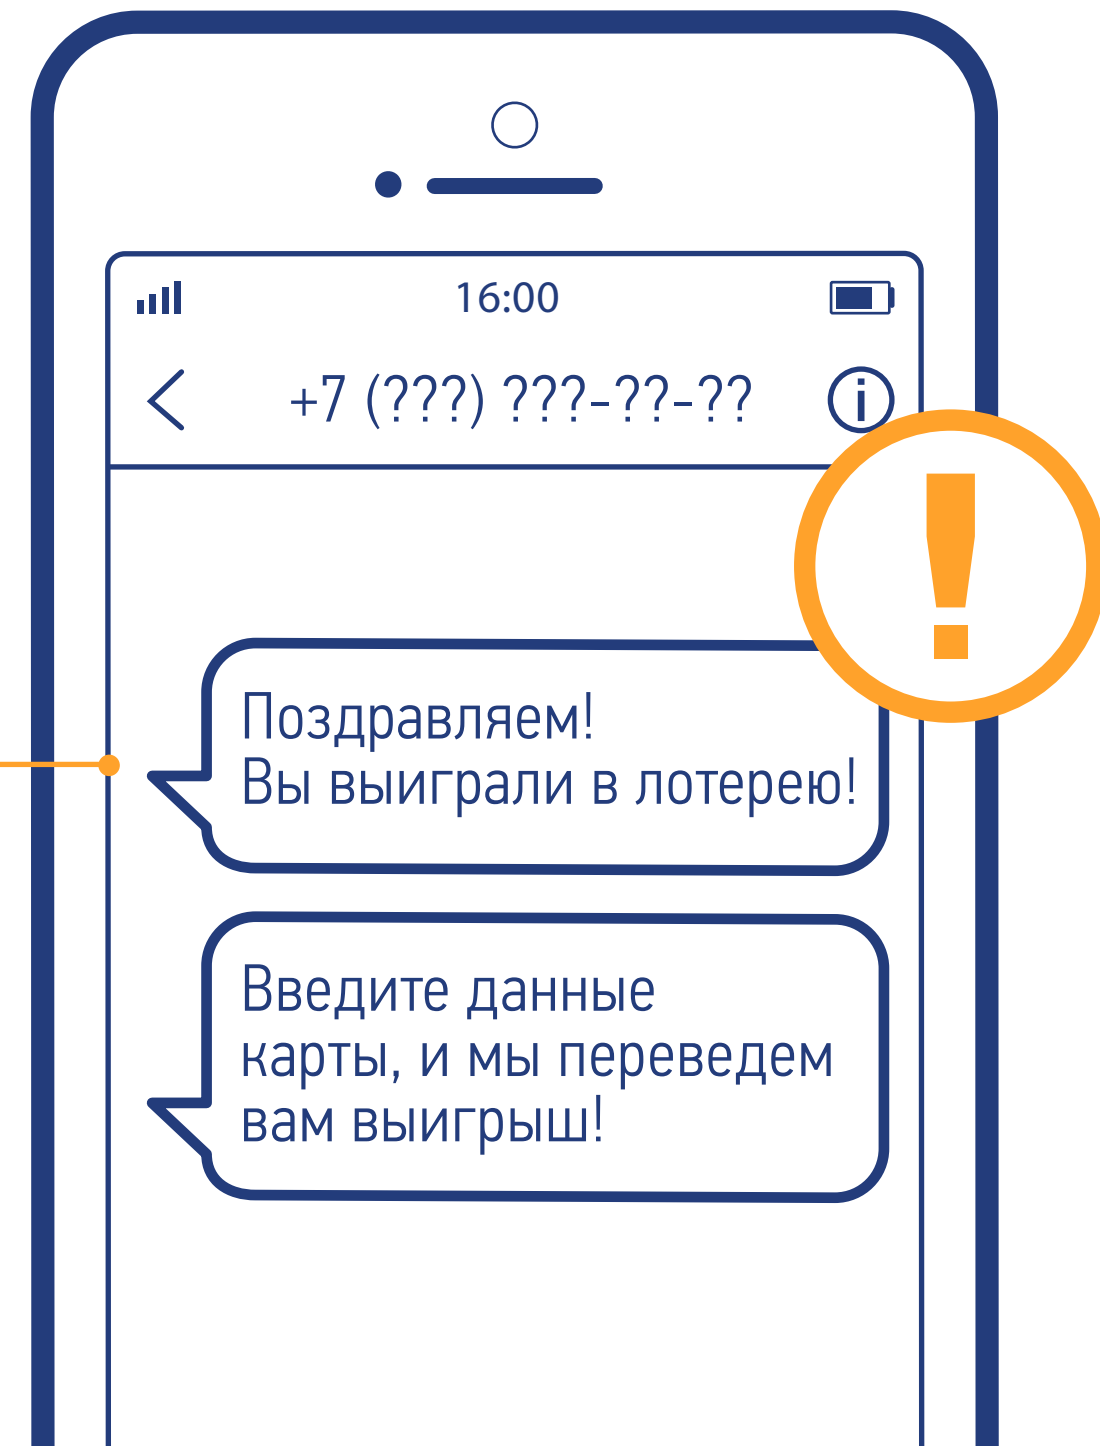 16:00
+7 (???) ???-??-??
i
!
Поздравляем!
Вы выиграли в лотерею!
Введите данные
карты, и мы переведем
вам выигрыш!